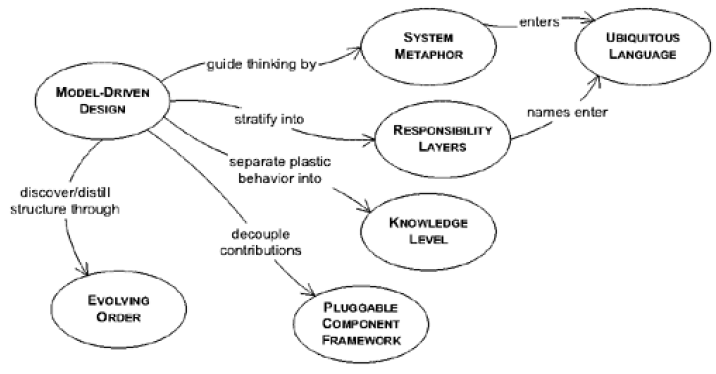 SYSTEM
METAPHOR
enters
UBIQUITOUS
LANGUAGE
guide thinking by
MODEL-DRIVEN
DESIGN
stratify into
RESPONSIBILITY
LAYERS
names enter
separate plastic
behavior into
discover/distill
structure through
KNOWLEDGE
LEVEL
decouple
contributions
EVOLVING
ORDER
PLUGGABLE
COMPONENT
FRAMEWORK